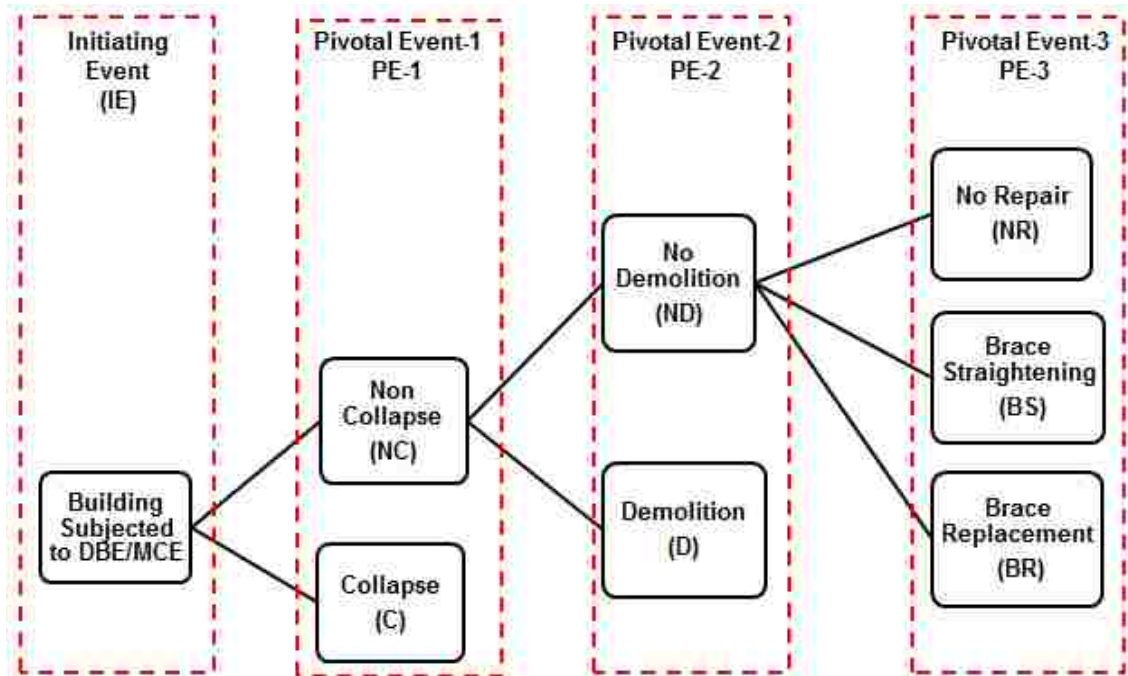 Initiating
Event
(IE)
Pivotal Event-1
PE-1
Pivotal Event-2
PE-2
Pivotal Event-3
PE-3
Building
Subjected
to DBE/MCE
Non
Collapse
(NC)
Collapse
(C)
No
Demolition
(ND)
Demolition
(D)
No Repair
(NR)
Brace
Straightening
(BS)
Brace
Replacement
(BR)